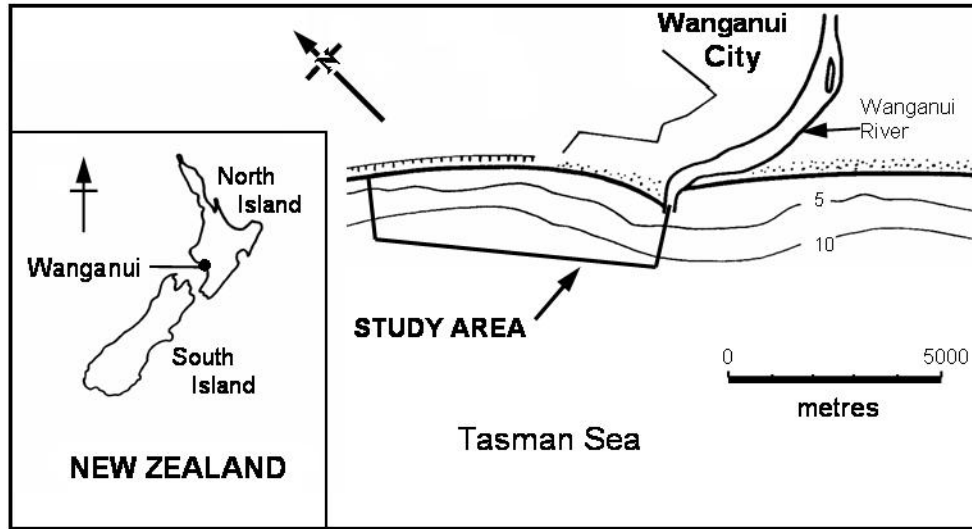 Wanganui
City
N
Wanganui
River
5
10
STUDY AREA
0 5000
metres
Tasman Sea
North
Island
Wanganui
South
Island
NEW ZEALAND